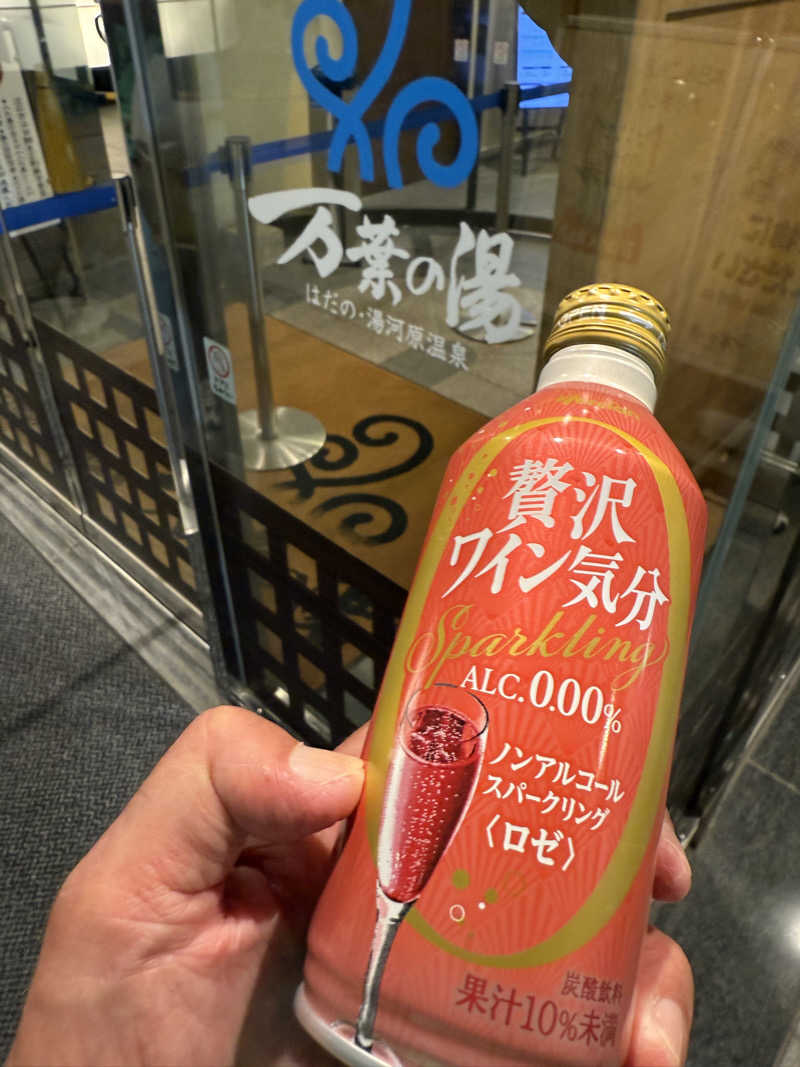 万葉の湯
はだの・湯河原温泉
OPEN
贅沢
ワイン気分
Sparkling
ALC.0.00%
ノンアルコール
スパークリング
〈ロゼ〉
炭酸飲料
果汁10%未満